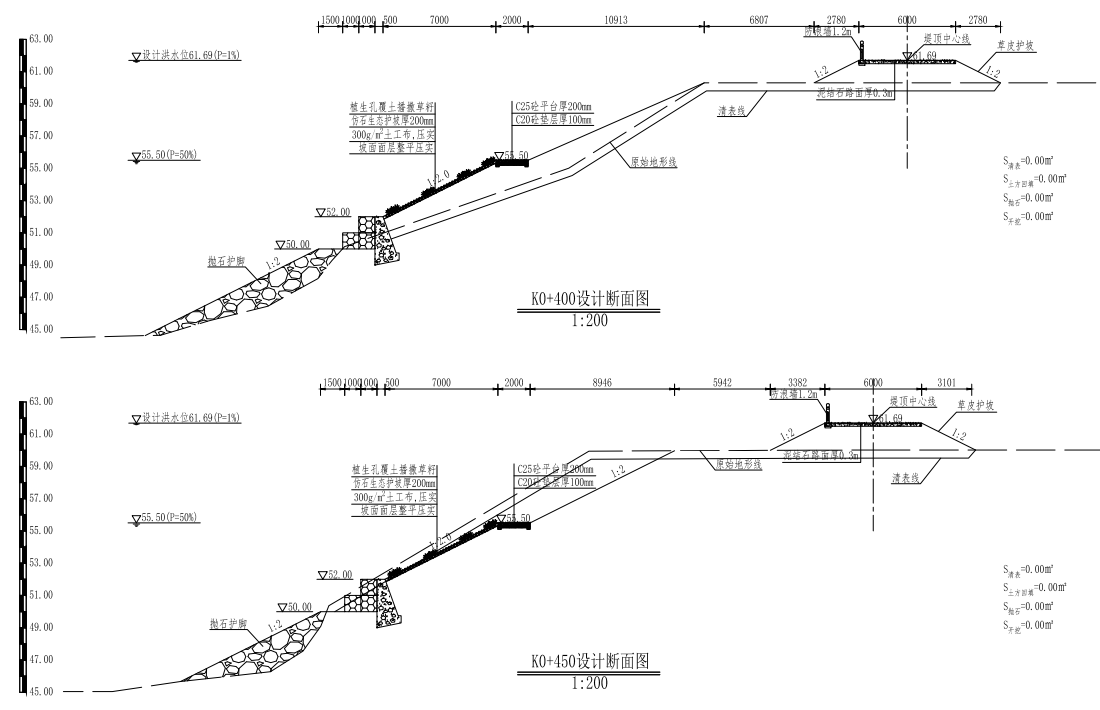 1500 1000 1000 500 7000 2000 10913 6807 2780 6000 2780
63.00
61.00
59.00
57.00
55.00
53.00
51.00
49.00
47.00
45.00
设计洪水位61.69(P=1%)
55.50(P=50%)
防浪墙1.2m
堤顶中心线
61.69
草皮护坡
1:2
1:2
泥结石路面厚0.3m
清表线
植生孔覆土播撒草籽
仿石生态护坡厚200mm
300g/m²土工布,压实
坡面面层整平压实
C25砼平台厚200mm
C20砼垫层厚100mm
55.50
1:2.0
原始地形线
52.00
50.00
抛石护脚
1:2
S清表=0.00m²
S土方回填=0.00m²
S抛石=0.00m²
S开挖=0.00m²
K0+400设计断面图
1:200
1500 1000 1000 500 7000 2000 8946 5942 3382 6000 3101
63.00
61.00
59.00
57.00
55.00
53.00
51.00
49.00
47.00
45.00
设计洪水位61.69(P=1%)
55.50(P=50%)
防浪墙1.2m
堤顶中心线
61.69
草皮护坡
1:2
1:2
泥结石路面厚0.3m
原始地形线
清表线
植生孔覆土播撒草籽
仿石生态护坡厚200mm
300g/m²土工布,压实
坡面面层整平压实
C25砼平台厚200mm
C20砼垫层厚100mm
1:2
55.50
1:2.0
52.00
50.00
抛石护脚
1:2
S清表=0.00m²
S土方回填=0.00m²
S抛石=0.00m²
S开挖=0.00m²
K0+450设计断面图
1:200